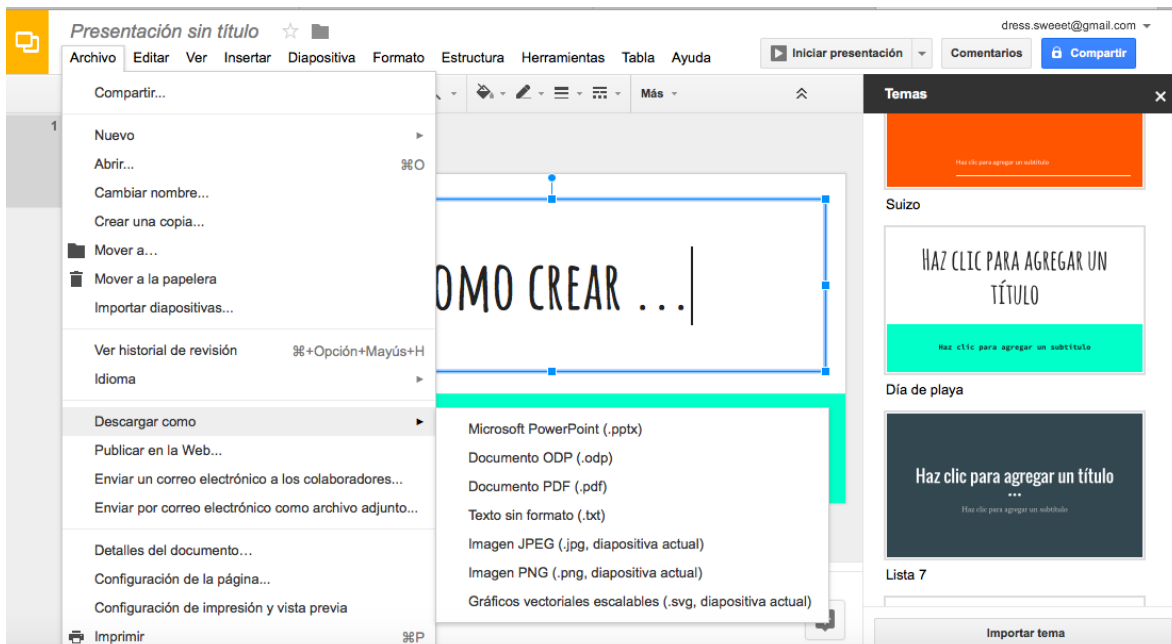 Presentación sin título
dress.sweeet@gmail.com
Archivo Editar Ver Insertar Diapositiva Formato Estructura Herramientas Tabla Ayuda
Iniciar presentación
Comentarios
Compartir
Más
1
Compartir...
Nuevo
Abrir... ⌘O
Cambiar nombre...
Crear una copia...
Mover a...
Mover a la papelera
Importar diapositivas...
Ver historial de revisión ⌘+Opción+Mayús+H
Idioma
Descargar como
Publicar en la Web...
Enviar un correo electrónico a los colaboradores...
Enviar por correo electrónico como archivo adjunto...
Detalles del documento...
Configuración de la página...
Configuración de impresión y vista previa
Imprimir ⌘P
Microsoft PowerPoint (.pptx)
Documento ODP (.odp)
Documento PDF (.pdf)
Texto sin formato (.txt)
Imagen JPEG (.jpg, diapositiva actual)
Imagen PNG (.png, diapositiva actual)
Gráficos vectoriales escalables (.svg, diapositiva actual)
OMO CREAR ...
Temas
Haz clic para agregar un subtítulo
Suizo
HAZ CLIC PARA AGREGAR UN
TÍTULO
Haz clic para agregar un subtítulo
Día de playa
Haz clic para agregar un título
Haz clic para agregar un subtítulo
Lista 7
Importar tema